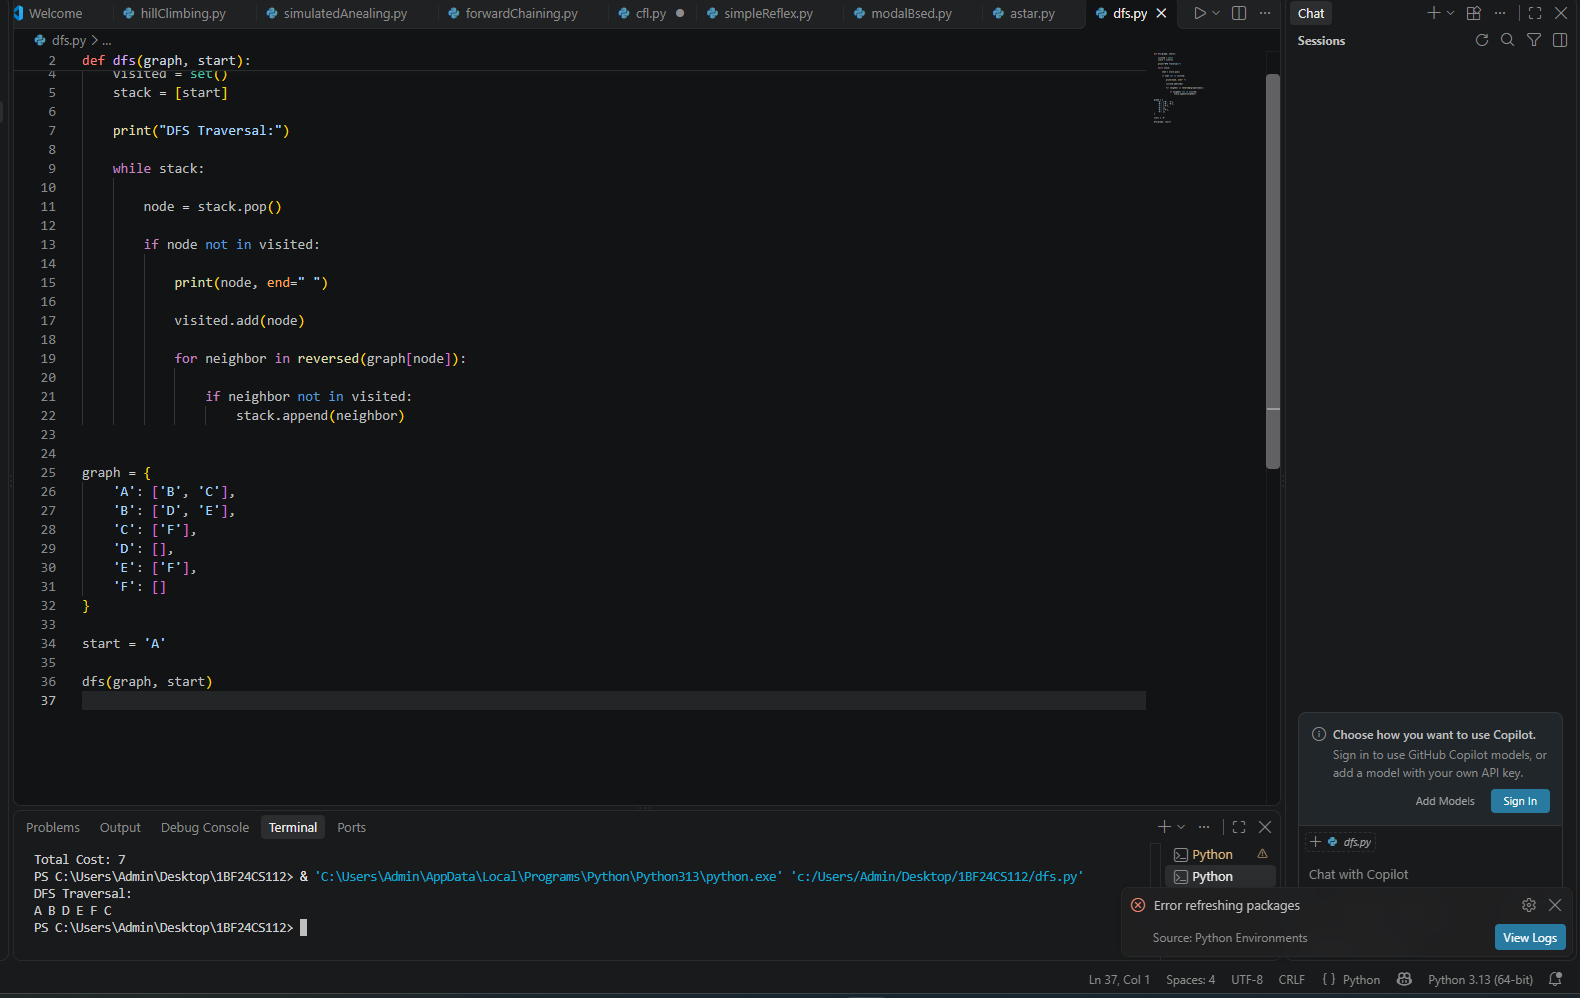 Welcome
hillClimbing.py
simulatedAnealing.py
forwardChaining.py
cfl.py
simpleReflex.py
modalBsed.py
astar.py
dfs.py
dfs.py > ...
2 def dfs(graph, start):
4 visited = set()
5 stack = [start]
6
7 print("DFS Traversal:")
8
9 while stack:
10
11 node = stack.pop()
12
13 if node not in visited:
14
15 print(node, end=" ")
16
17 visited.add(node)
18
19 for neighbor in reversed(graph[node]):
20
21 if neighbor not in visited:
22 stack.append(neighbor)
23
24
25 graph = {
26 'A': ['B', 'C'],
27 'B': ['D', 'E'],
28 'C': ['F'],
29 'D': [],
30 'E': ['F'],
31 'F': []
32 }
33
34 start = 'A'
35
36 dfs(graph, start)
37
Chat
Sessions
Choose how you want to use Copilot.
Sign in to use GitHub Copilot models, or
add a model with your own API key.
Add Models
Sign In
dfs.py
Chat with Copilot
Problems
Output
Debug Console
Terminal
Ports
Total Cost: 7
PS C:\Users\Admin\Desktop\1BF24CS112> & 'C:\Users\Admin\AppData\Local\Programs\Python\Python313\python.exe' 'c:/Users/Admin/Desktop/1BF24CS112/dfs.py'
DFS Traversal:
A B D E F C
PS C:\Users\Admin\Desktop\1BF24CS112>
Python
Python
Error refreshing packages
Source: Python Environments
View Logs
Ln 37, Col 1
Spaces: 4
UTF-8
CRLF
{ } Python
Python 3.13 (64-bit)